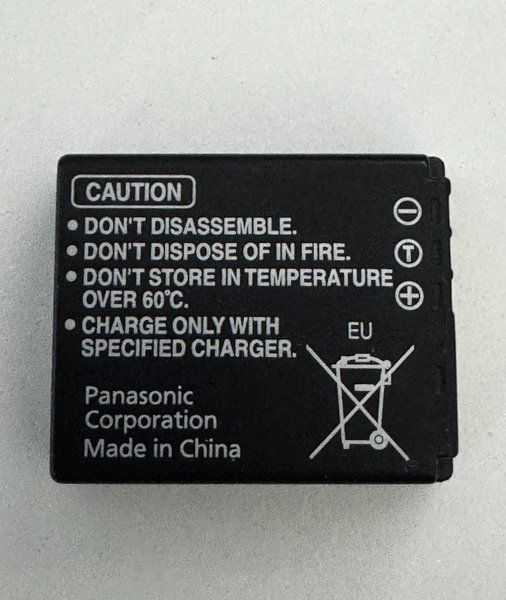 CAUTION
• DON'T DISASSEMBLE.
• DON'T DISPOSE OF IN FIRE.
• DON'T STORE IN TEMPERATURE
OVER 60℃.
• CHARGE ONLY WITH
SPECIFIED CHARGER.
Panasonic
Corporation
Made in China
−
T
+
EU